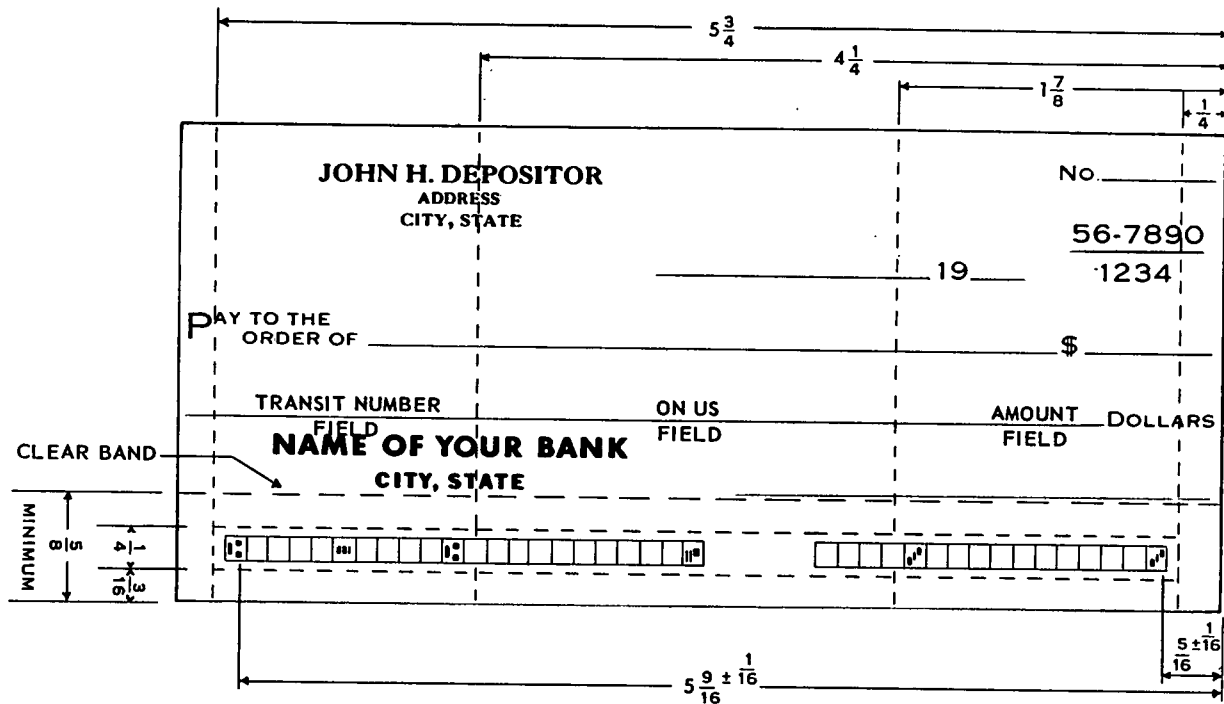 5 3/4
4 1/4
1 7/8
1/4
JOHN H. DEPOSITOR
ADDRESS
CITY, STATE
No.
56-7890
1234
19
PAY TO THE
ORDER OF
$
TRANSIT NUMBER
FIELD
ON US
FIELD
AMOUNT
FIELD
DOLLARS
NAME OF YOUR BANK
CITY, STATE
CLEAR BAND
MINIMUM
5/8
1/4
3/16
5/16 ± 1/16
5 9/16 ± 1/16